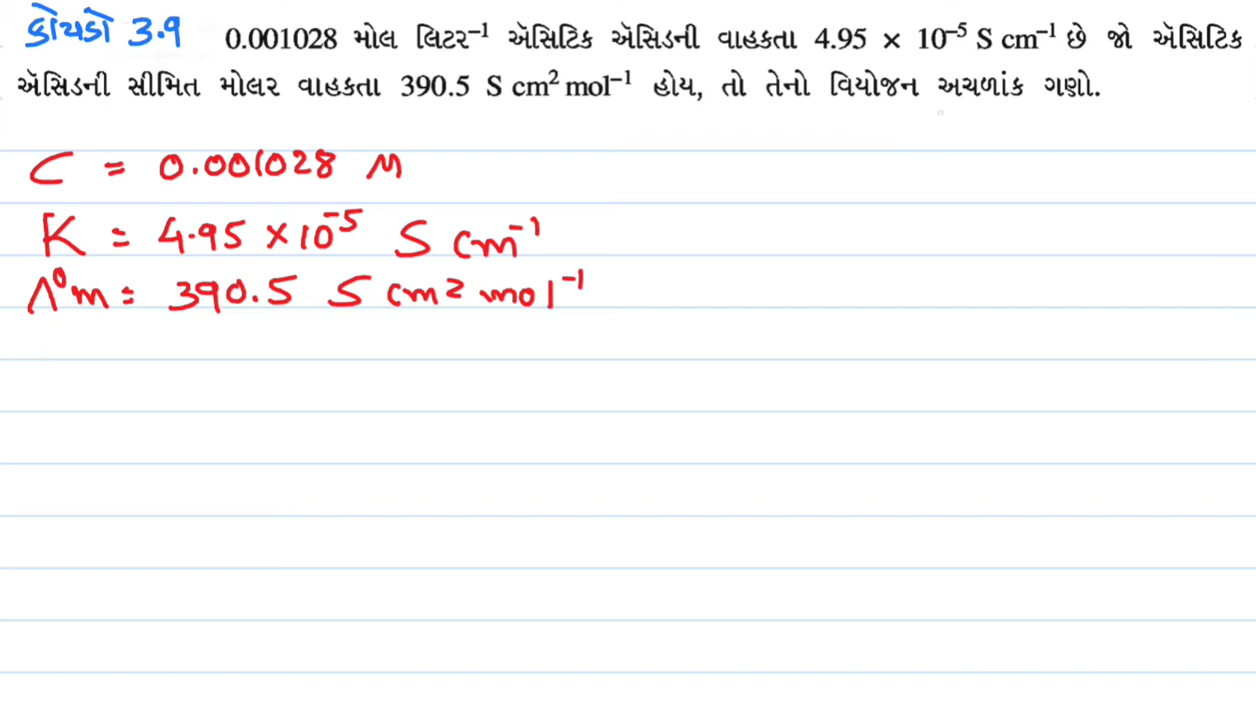 કોયડો 3.9 0.001028 મોલ લિટર⁻¹ ઍસિટિક ઍસિડની વાહકતા 4.95 × 10⁻⁵ S cm⁻¹ છે જો ઍસિટિક
ઍસિડની સીમિત મોલર વાહકતા 390.5 S cm² mol⁻¹ હોય, તો તેનો વિયોજન અચળાંક ગણો.
C = 0.001028 M
K = 4.95 × 10⁻⁵ S cm⁻¹
Λ⁰m = 390.5 S cm² mol⁻¹